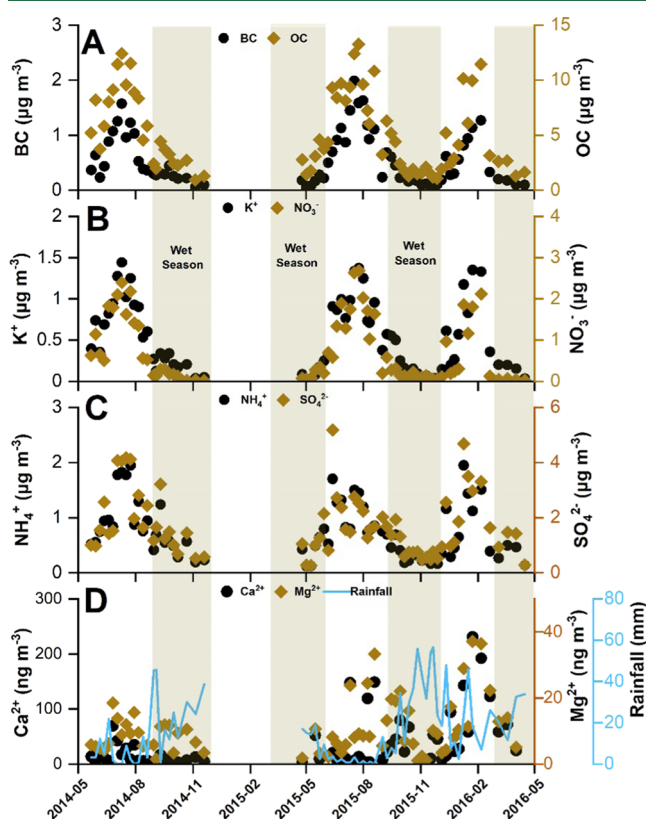 A
BC
OC
3
2
1
0
BC (µg m-3)
15
10
5
0
OC (µg m-3)
B
K+
NO3-
2
1.5
1
0.5
0
K+ (µg m-3)
Wet
Season
Wet
Season
Wet
Season
4
3
2
1
0
NO3- (µg m-3)
C
NH4+
SO42-
3
2
1
0
NH4+ (µg m-3)
6
4
2
0
SO42- (µg m-3)
D
Ca2+
Mg2+
Rainfall
300
200
100
0
Ca2+ (ng m-3)
40
20
0
Mg2+ (ng m-3)
80
60
40
20
0
Rainfall (mm)
2014-05
2014-08
2014-11
2015-02
2015-05
2015-08
2015-11
2016-02
2016-05